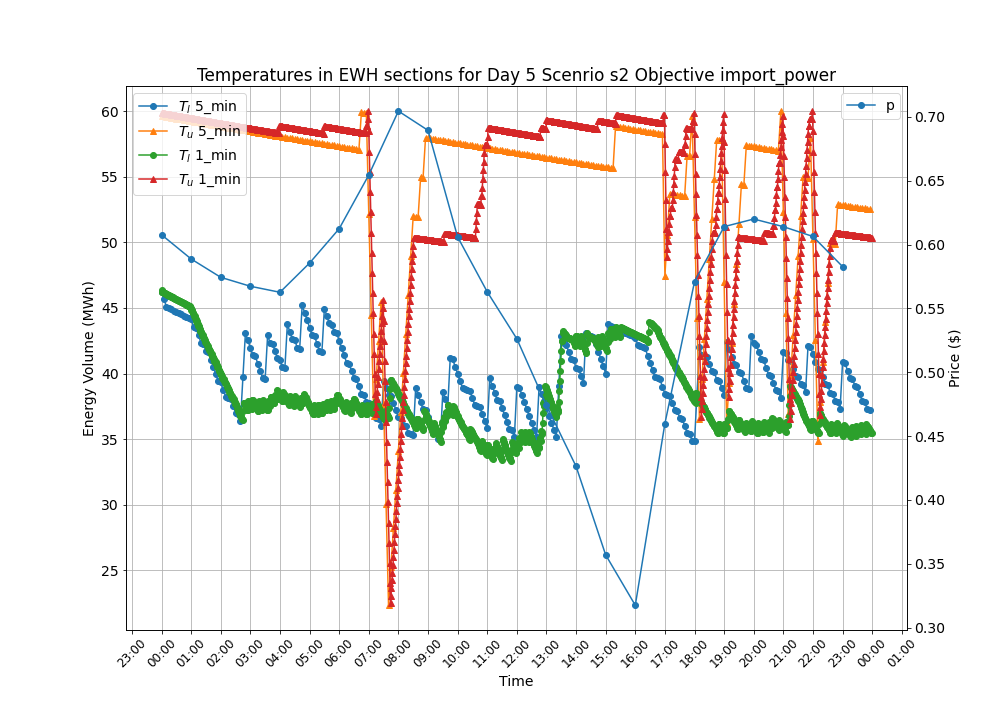 Temperatures in EWH sections for Day 5 Scenrio s2 Objective import_power
T_l 5_min
T_u 5_min
T_l 1_min
T_u 1_min
p
60
55
50
45
40
35
30
25
Energy Volume (MWh)
0.70
0.65
0.60
0.55
0.50
0.45
0.40
0.35
0.30
Price ($)
23:00 00:00 01:00 02:00 03:00 04:00 05:00 06:00 07:00 08:00 09:00 10:00 11:00 12:00 13:00 14:00 15:00 16:00 17:00 18:00 19:00 20:00 21:00 22:00 23:00 00:00 01:00
Time